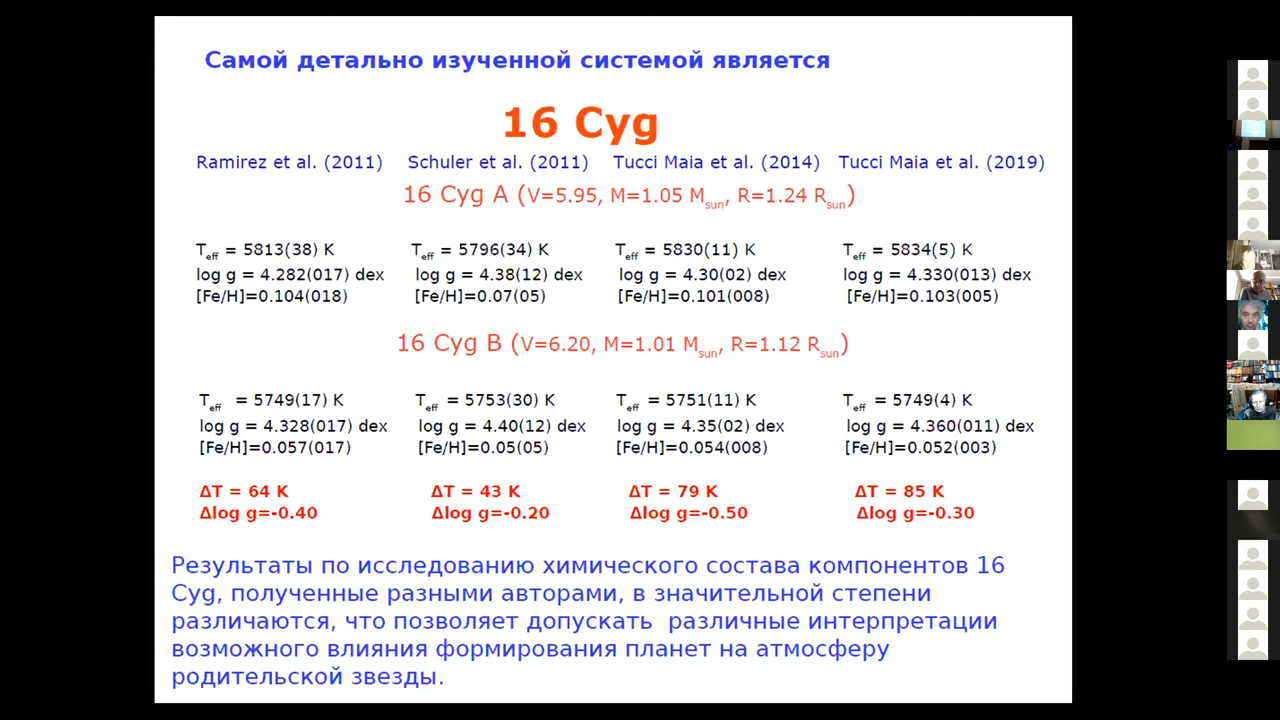 Самой детально изученной системой является
16 Cyg
Ramirez et al. (2011) Schuler et al. (2011) Tucci Maia et al. (2014) Tucci Maia et al. (2019)
16 Cyg A (V=5.95, M=1.05 Msun, R=1.24 Rsun)
Teff = 5813(38) K Teff = 5796(34) K Teff = 5830(11) K Teff = 5834(5) K
log g = 4.282(017) dex log g = 4.38(12) dex log g = 4.30(02) dex log g = 4.330(013) dex
[Fe/H]=0.104(018) [Fe/H]=0.07(05) [Fe/H]=0.101(008) [Fe/H]=0.103(005)
16 Cyg B (V=6.20, M=1.01 Msun, R=1.12 Rsun)
Teff = 5749(17) K Teff = 5753(30) K Teff = 5751(11) K Teff = 5749(4) K
log g = 4.328(017) dex log g = 4.40(12) dex log g = 4.35(02) dex log g = 4.360(011) dex
[Fe/H]=0.057(017) [Fe/H]=0.05(05) [Fe/H]=0.054(008) [Fe/H]=0.052(003)
ΔT = 64 K ΔT = 43 K ΔT = 79 K ΔT = 85 K
Δlog g=-0.40 Δlog g=-0.20 Δlog g=-0.50 Δlog g=-0.30
Результаты по исследованию химического состава компонентов 16
Cyg, полученные разными авторами, в значительной степени
различаются, что позволяет допускать различные интерпретации
возможного влияния формирования планет на атмосферу
родительской звезды.